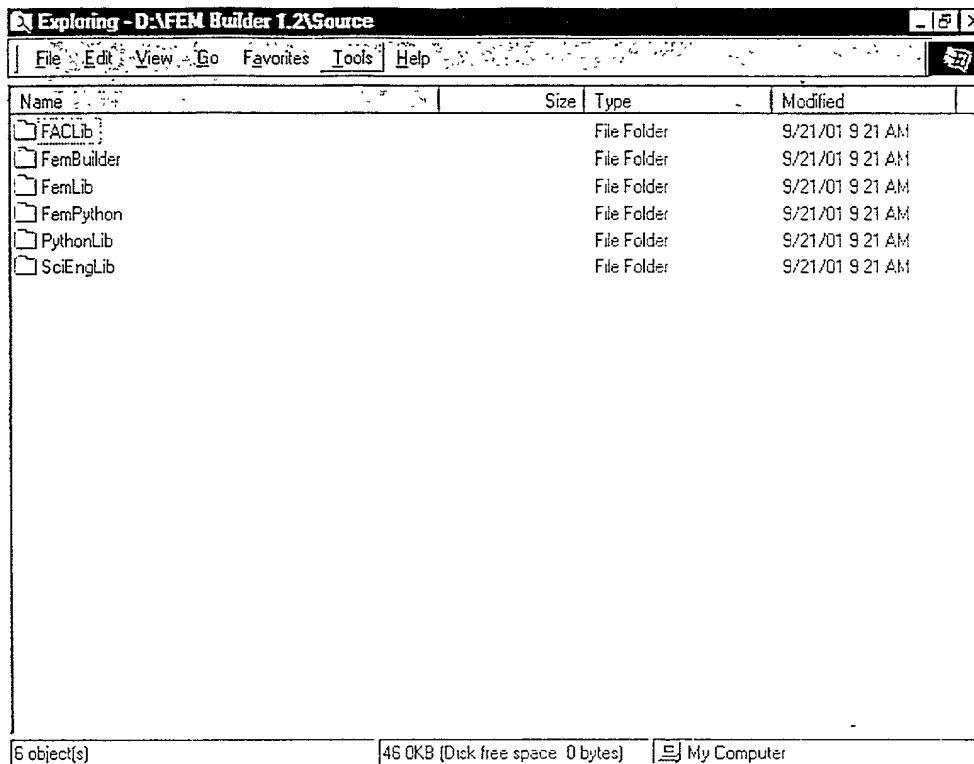 Exploring - D:\FEM Builder 1.2\Source
File Edit View Go Favorites Tools Help
Name Size Type Modified
FACLib File Folder 9/21/01 9 21 AM
FemBuilder File Folder 9/21/01 9 21 AM
FemLib File Folder 9/21/01 9 21 AM
FemPython File Folder 9/21/01 9 21 AM
PythonLib File Folder 9/21/01 9 21 AM
SciEngLib File Folder 9/21/01 9 21 AM
6 object(s) 46 0KB (Disk free space 0 bytes) My Computer